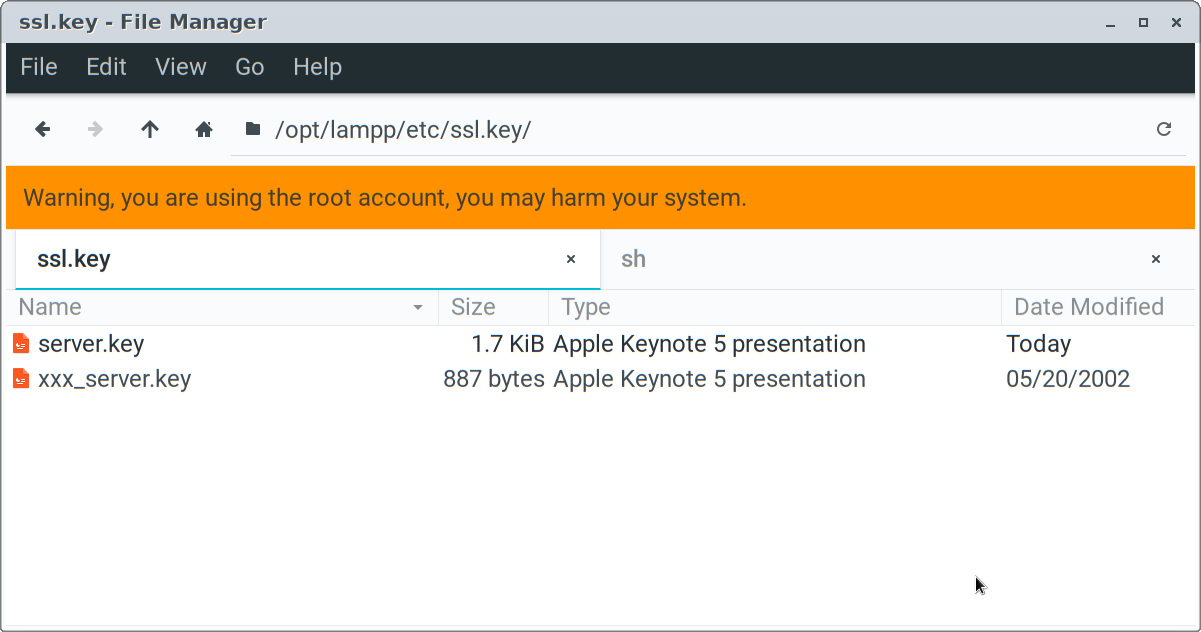 ssl.key - File Manager
File Edit View Go Help
/opt/lampp/etc/ssl.key/
Warning, you are using the root account, you may harm your system.
ssl.key sh
Name Size Type Date Modified
server.key 1.7 KiB Apple Keynote 5 presentation Today
xxx_server.key 887 bytes Apple Keynote 5 presentation 05/20/2002